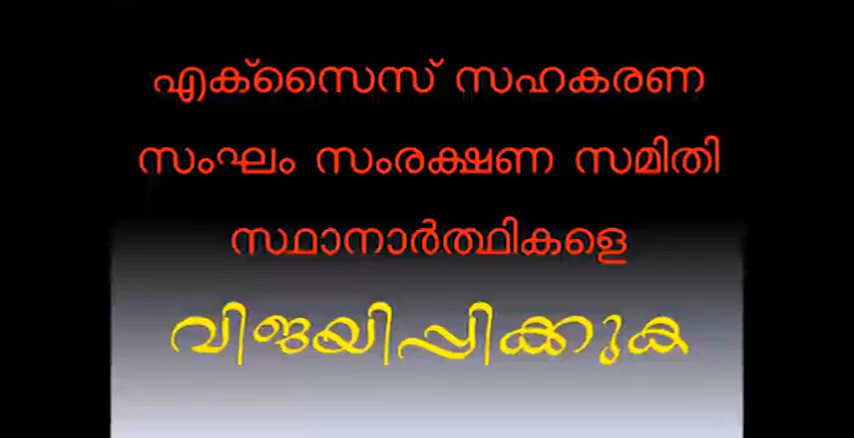 എക്സൈസ് സഹകരണ
സംഘം സംരക്ഷണ സമിതി
സ്ഥാനാർത്ഥികളെ
വിജയിപ്പിക്കുക